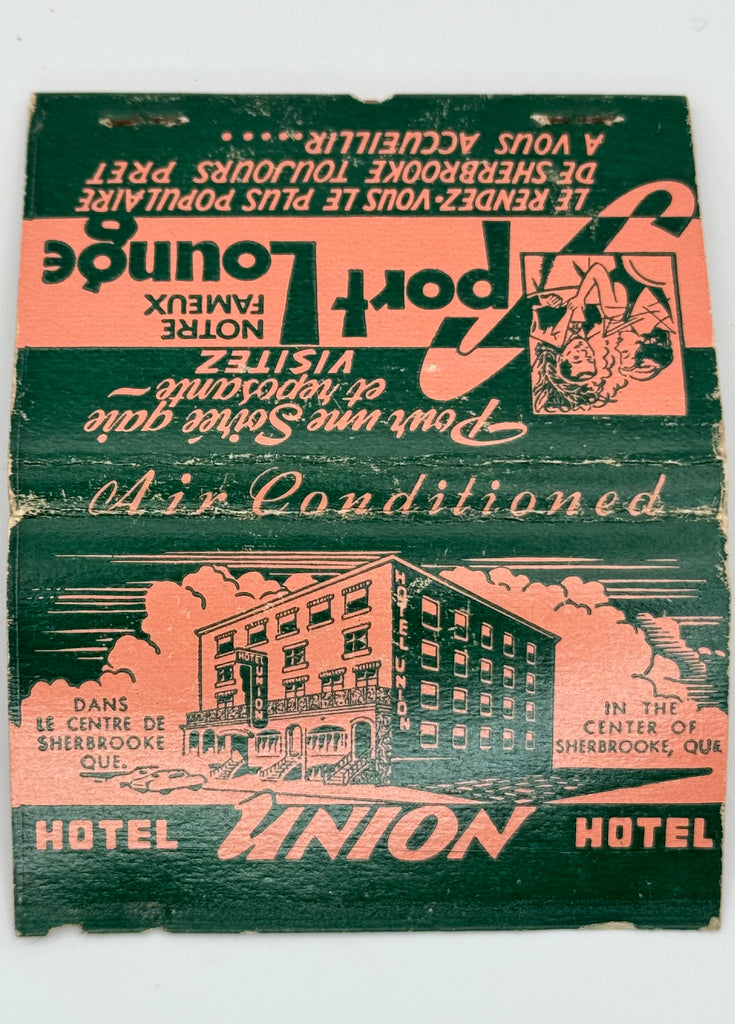 Pour une Soirée gaie
et reposante ~
VISITEZ
NOTRE
FAMEUX
Sport Lounge
LE RENDEZ-VOUS LE PLUS POPULAIRE
DE SHERBROOKE TOUJOURS PRET
A VOUS ACCUEILLIR.....
Air Conditioned
HOTEL UNION
HOTEL
UNION
DANS
LE CENTRE DE
SHERBROOKE
QUE.
IN THE
CENTER OF
SHERBROOKE, QUE
HOTEL UNION HOTEL